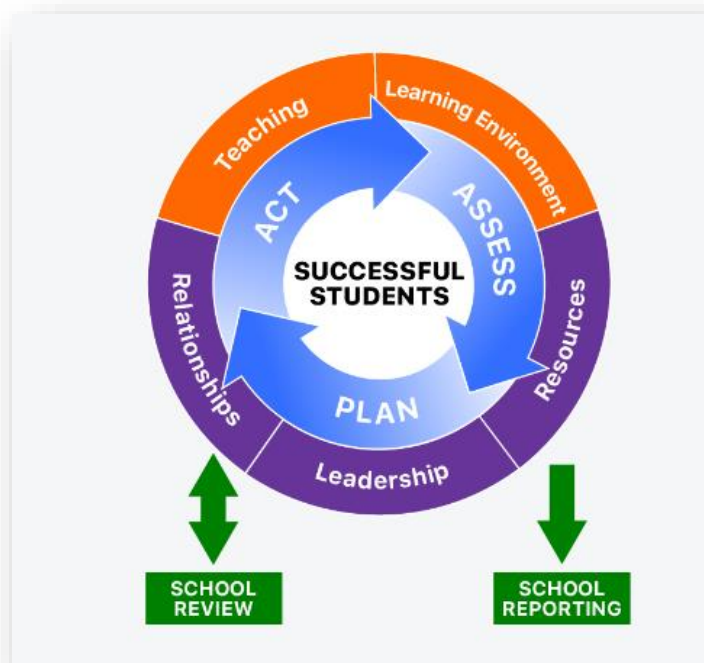 Teaching
Learning Environment
ACT
ASSESS
SUCCESSFUL
STUDENTS
Relationships
Resources
PLAN
Leadership
SCHOOL
REVIEW
SCHOOL
REPORTING